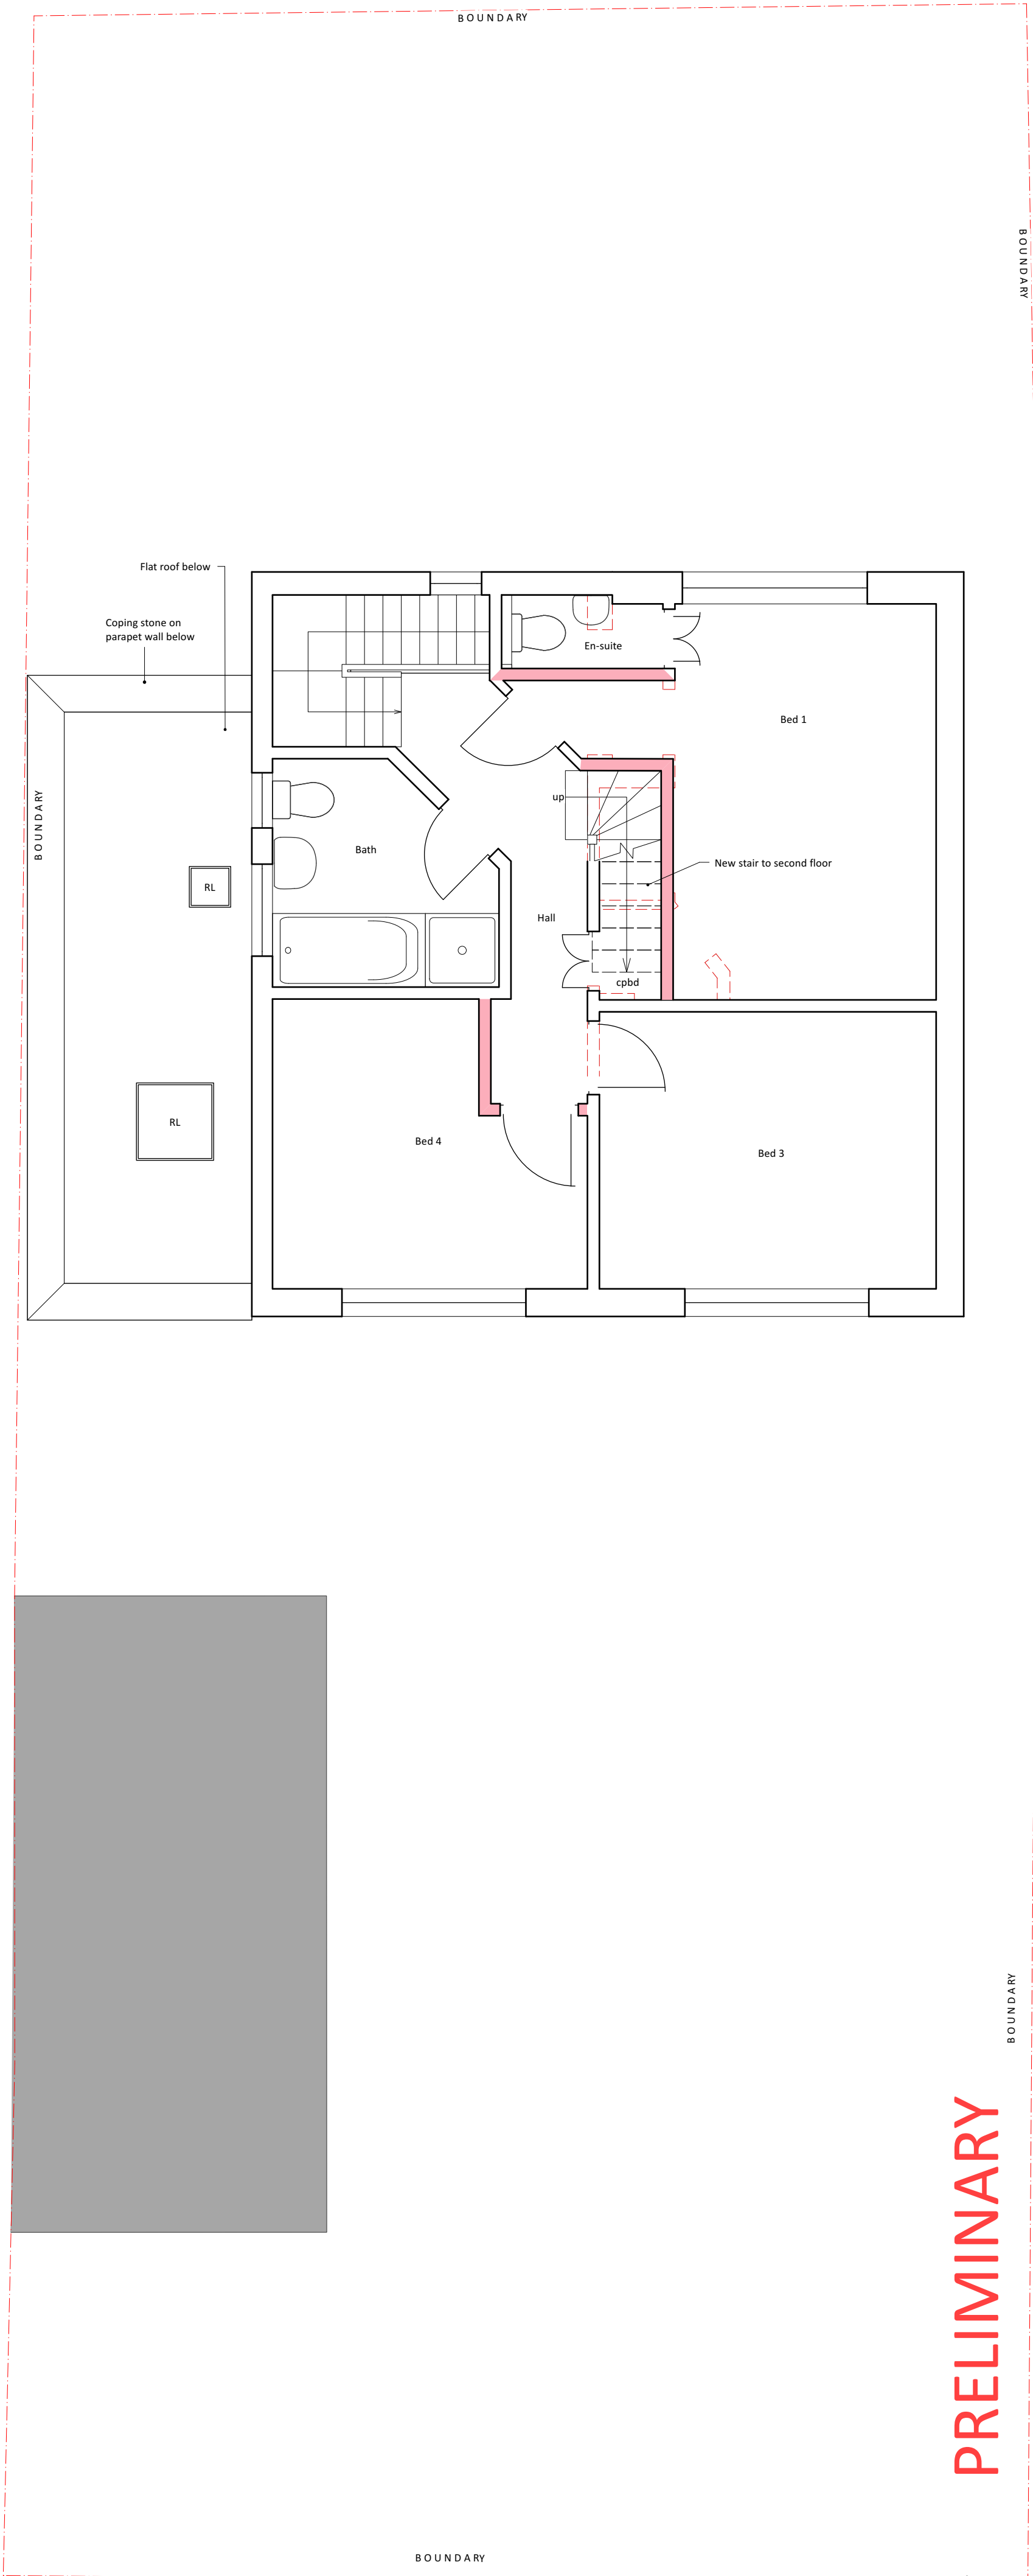 BOUNDARY
BOUNDARY
Flat roof below
Coping stone on
parapet wall below
En-suite
Bed 1
up
BOUNDARY
Bath
New stair to second floor
RL
Hall
cpbd
RL
Bed 4
Bed 3
BOUNDARY
PRELIMINARY
BOUNDARY